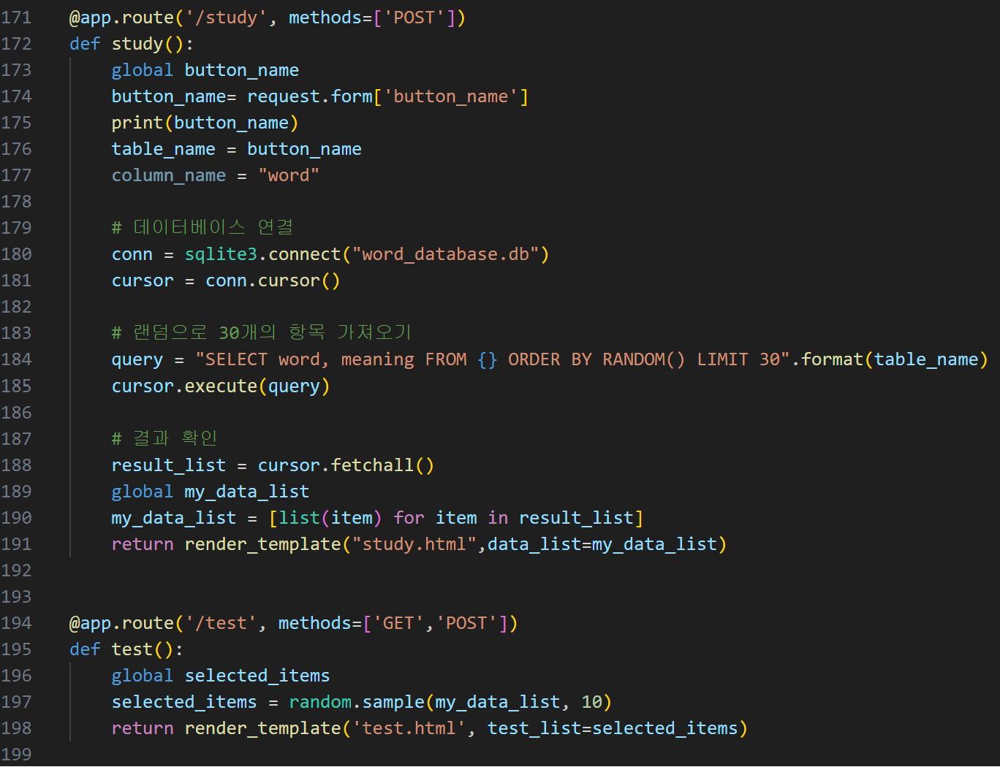 171 @app.route('/study', methods=['POST'])
172 def study():
173     global button_name
174     button_name= request.form['button_name']
175     print(button_name)
176     table_name = button_name
177     column_name = "word"
178
179     # 데이터베이스 연결
180     conn = sqlite3.connect("word_database.db")
181     cursor = conn.cursor()
182
183     # 랜덤으로 30개의 항목 가져오기
184     query = "SELECT word, meaning FROM {} ORDER BY RANDOM() LIMIT 30".format(table_name)
185     cursor.execute(query)
186
187     # 결과 확인
188     result_list = cursor.fetchall()
189     global my_data_list
190     my_data_list = [list(item) for item in result_list]
191     return render_template("study.html",data_list=my_data_list)
192
193
194 @app.route('/test', methods=['GET','POST'])
195 def test():
196     global selected_items
197     selected_items = random.sample(my_data_list, 10)
198     return render_template('test.html', test_list=selected_items)
199